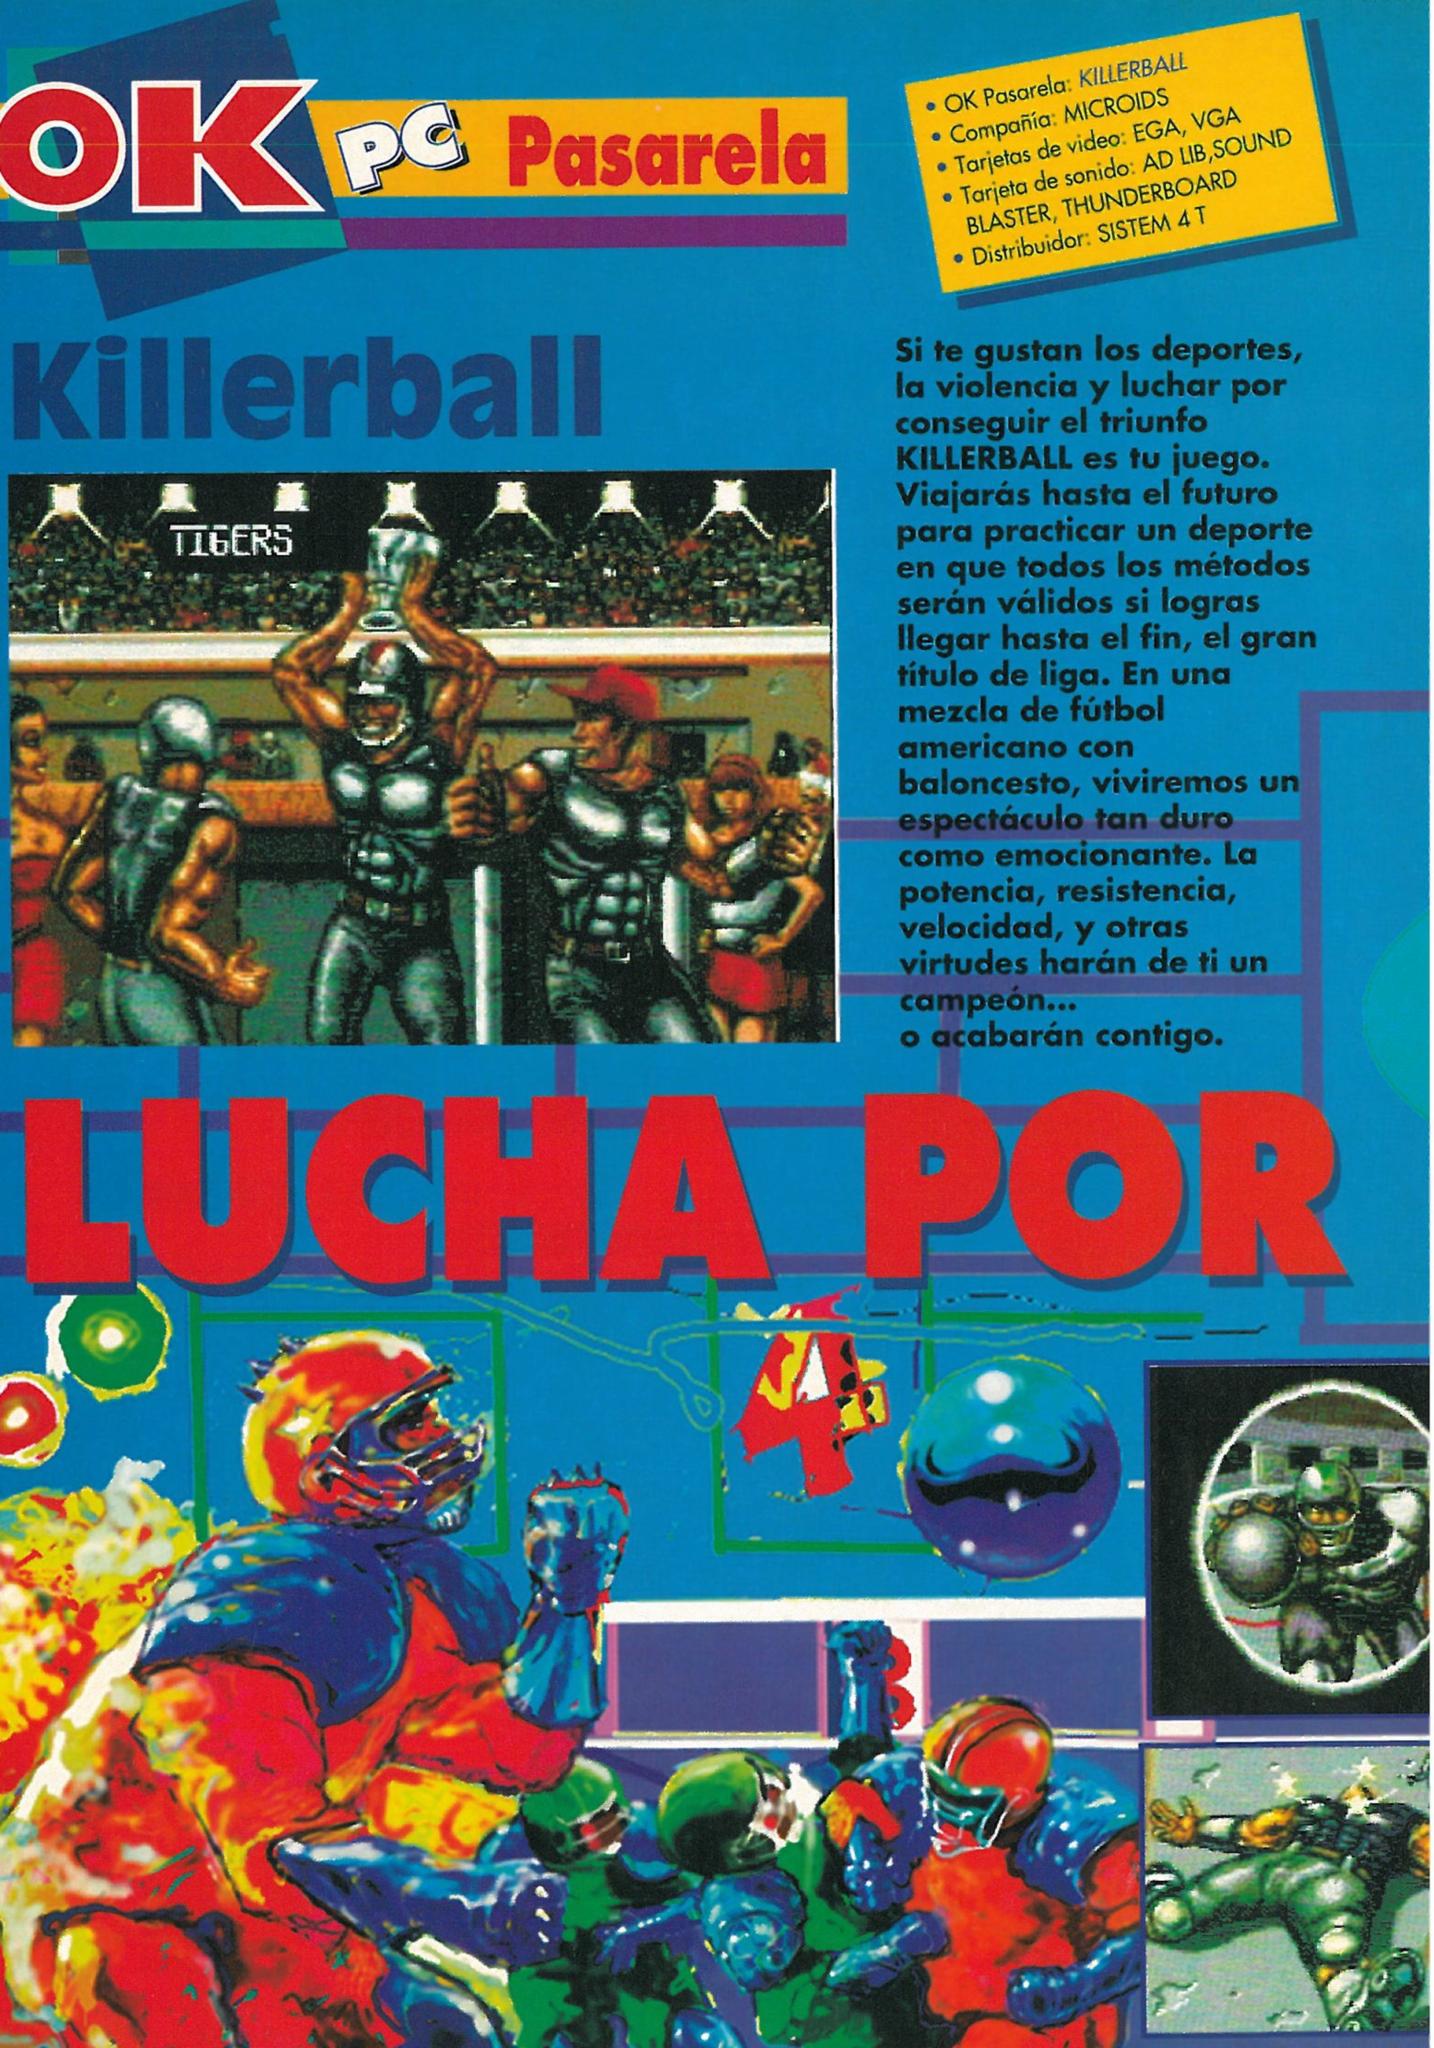 OK PC Pasarela
• OK Pasarela: KILLERBALL
• Compañía: MICROIDS
• Tarjetas de video: EGA, VGA
• Tarjeta de sonido: AD LIB,SOUND
BLASTER, THUNDERBOARD
• Distribuidor: SISTEM 4 T
Killerball
TIGERS
Si te gustan los deportes,
la violencia y luchar por
conseguir el triunfo
KILLERBALL es tu juego.
Viajarás hasta el futuro
para practicar un deporte
en que todos los métodos
serán válidos si logras
llegar hasta el fin, el gran
título de liga. En una
mezcla de fútbol
americano con
baloncesto, viviremos un
espectáculo tan duro
como emocionante. La
potencia, resistencia,
velocidad, y otras
virtudes harán de ti un
campeón...
o acabarán contigo.
LUCHA POR
4
3